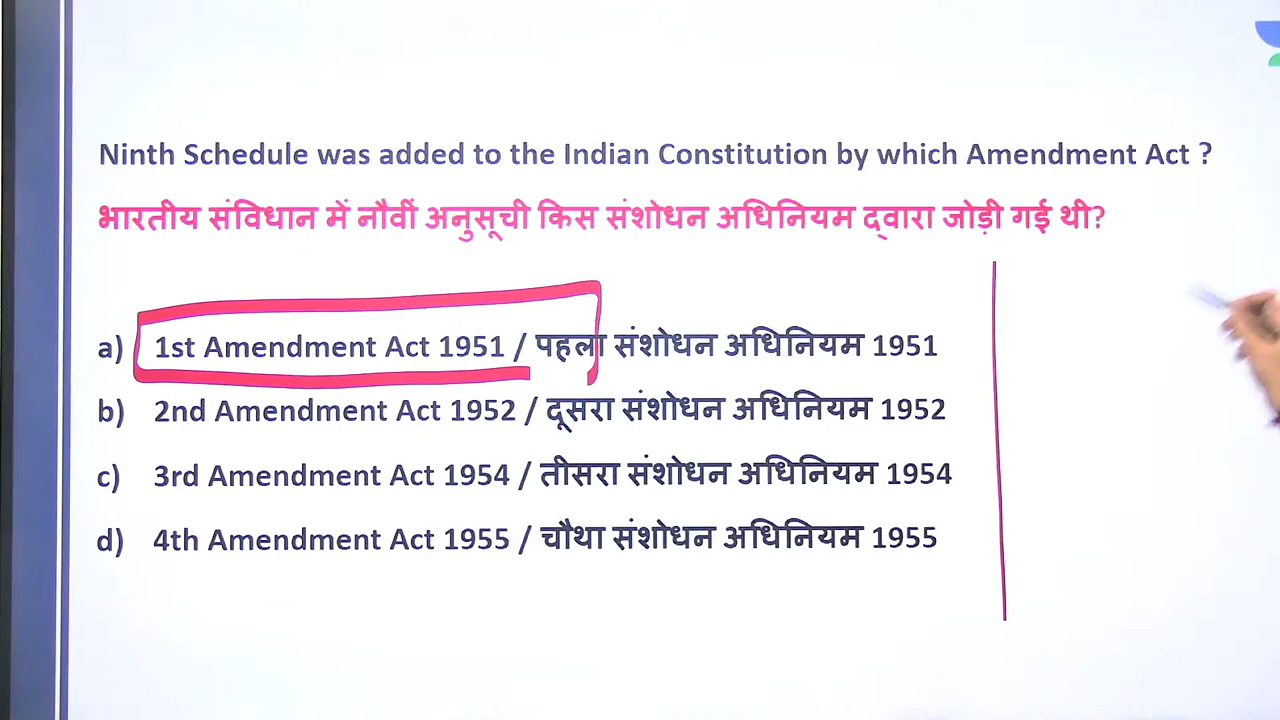 Ninth Schedule was added to the Indian Constitution by which Amendment Act ?
भारतीय संविधान में नौवीं अनुसूची किस संशोधन अधिनियम द्वारा जोड़ी गई थी?
a) 1st Amendment Act 1951 / पहला संशोधन अधिनियम 1951
b) 2nd Amendment Act 1952 / दूसरा संशोधन अधिनियम 1952
c) 3rd Amendment Act 1954 / तीसरा संशोधन अधिनियम 1954
d) 4th Amendment Act 1955 / चौथा संशोधन अधिनियम 1955